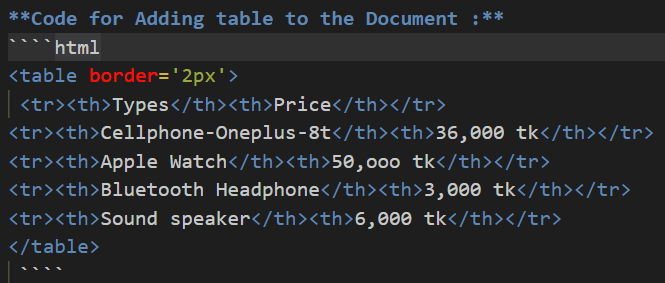 **Code for Adding table to the Document :**
````html
<table border='2px'>
 <tr><th>Types</th><th>Price</th></tr>
<tr><th>Cellphone-Oneplus-8t</th><th>36,000 tk</th></tr>
<tr><th>Apple Watch</th><th>50,ooo tk</th></tr>
<tr><th>Bluetooth Headphone</th><th>3,000 tk</th></tr>
<tr><th>Sound speaker</th><th>6,000 tk</th></tr>
</table>
 ````